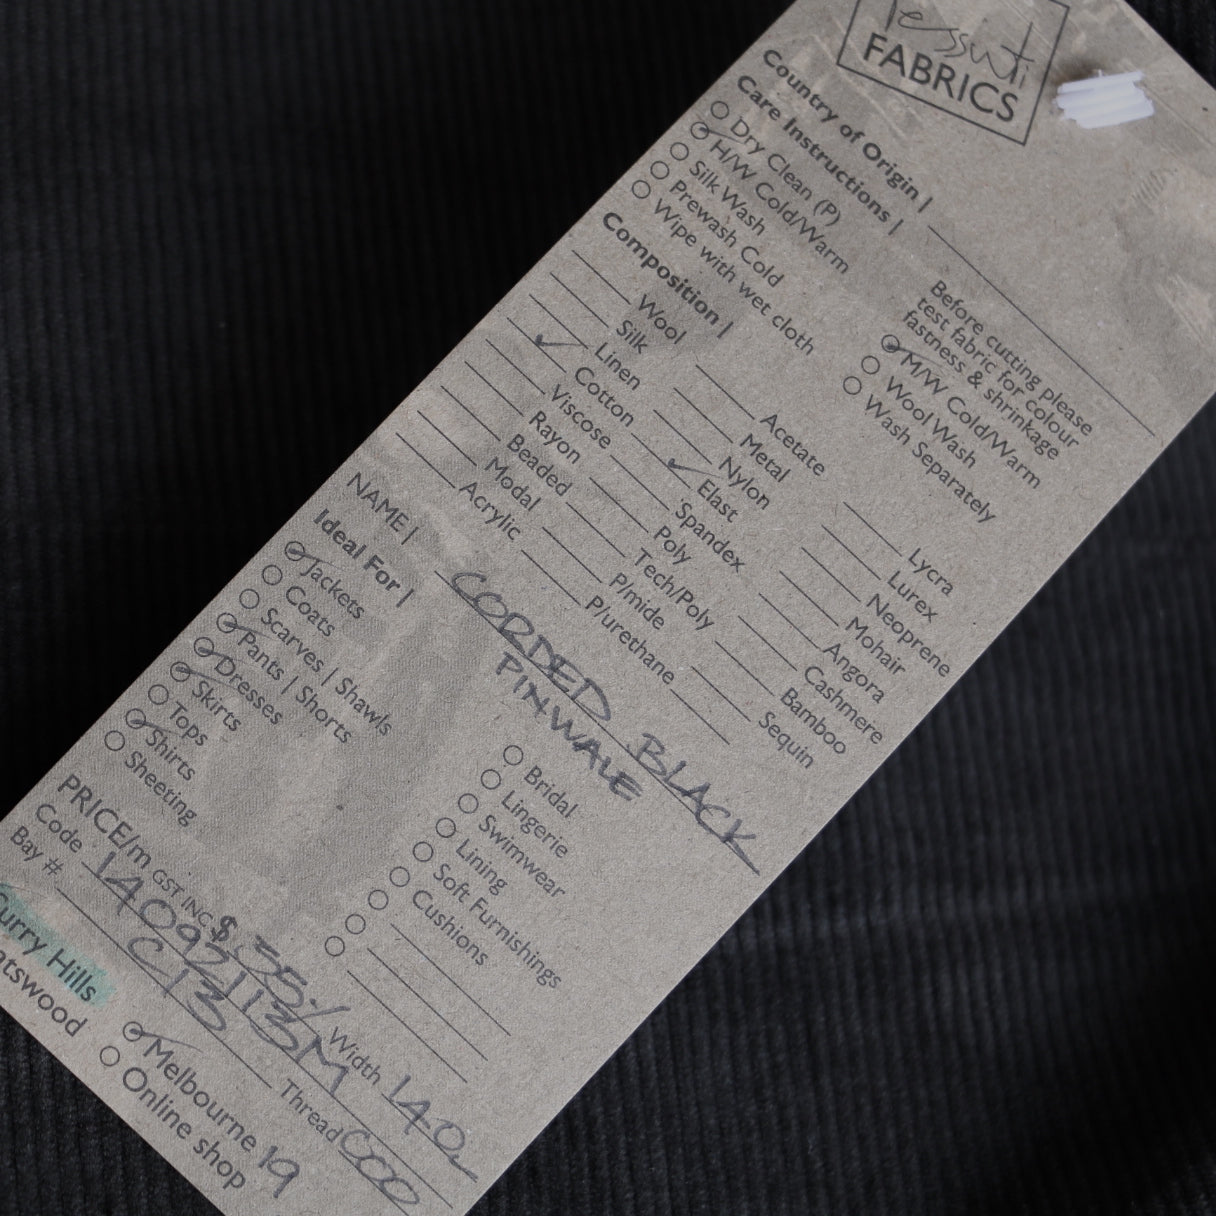 Tessuti
FABRICS
Country of Origin |
Care Instructions |
Dry Clean (P)
H/W Cold/Warm
Silk Wash
Prewash Cold
Wipe with wet cloth
Before cutting please
test fabric for colour
fastness & shrinkage
M/W Cold/Warm
Wool Wash
Wash Separately
Composition |
Wool
Silk
Linen
Cotton
Viscose
Rayon
Beaded
Modal
Acrylic
Acetate
Metal
Nylon
Elast
Spandex
Poly
Tech/Poly
P/mide
P/urethane
Lycra
Lurex
Neoprene
Mohair
Angora
Cashmere
Bamboo
Sequin
NAME | CORDED BLACK
PINWALE
Ideal For |
Jackets
Coats
Scarves | Shawls
Pants | Shorts
Dresses
Skirts
Tops
Shirts
Sheeting
Bridal
Lingerie
Swimwear
Lining
Soft Furnishings
Cushions
PRICE/m GST INC. $ 35. Width 140
Code 14092113M Thread COO
Bay # C13
urry Hills
atswood
Melbourne 19
Online shop